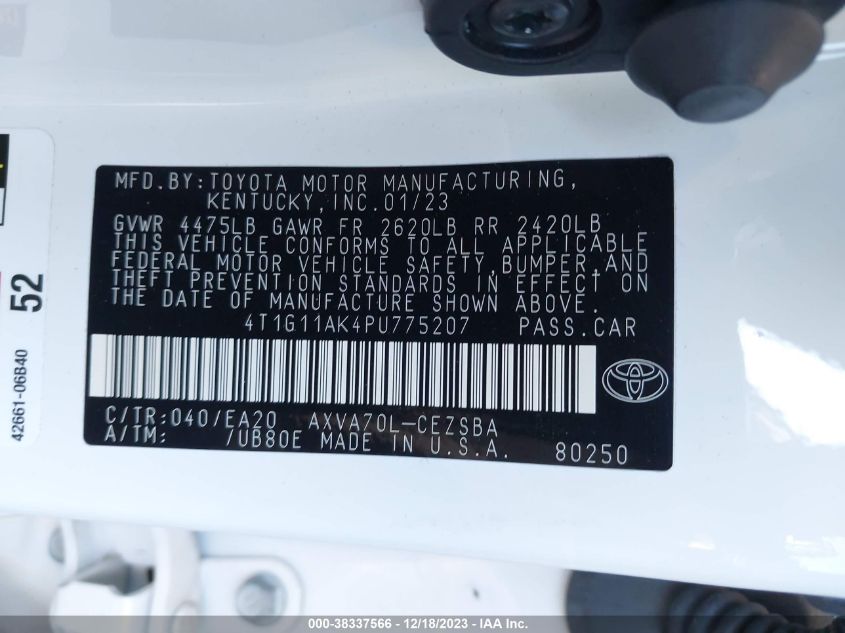 MFD.BY:TOYOTA MOTOR MANUFACTURING,
KENTUCKY,INC.01/23
GVWR 4475LB GAWR FR 2620LB RR 2420LB
THIS VEHICLE CONFORMS TO ALL APPLICABLE
FEDERAL MOTOR VEHICLE SAFETY,BUMPER,AND
THEFT PREVENTION STANDARDS IN EFFECT ON
THE DATE OF MANUFACTURE SHOWN ABOVE.
4T1G11AK4PU775207 PASS.CAR
C/TR:040/EA20 AXVA70L-CEZSBA
A/TM: /UB80E MADE IN U.S.A. 80250
52
42661-06B40
000-38337566 - 12/18/2023 - IAA Inc.